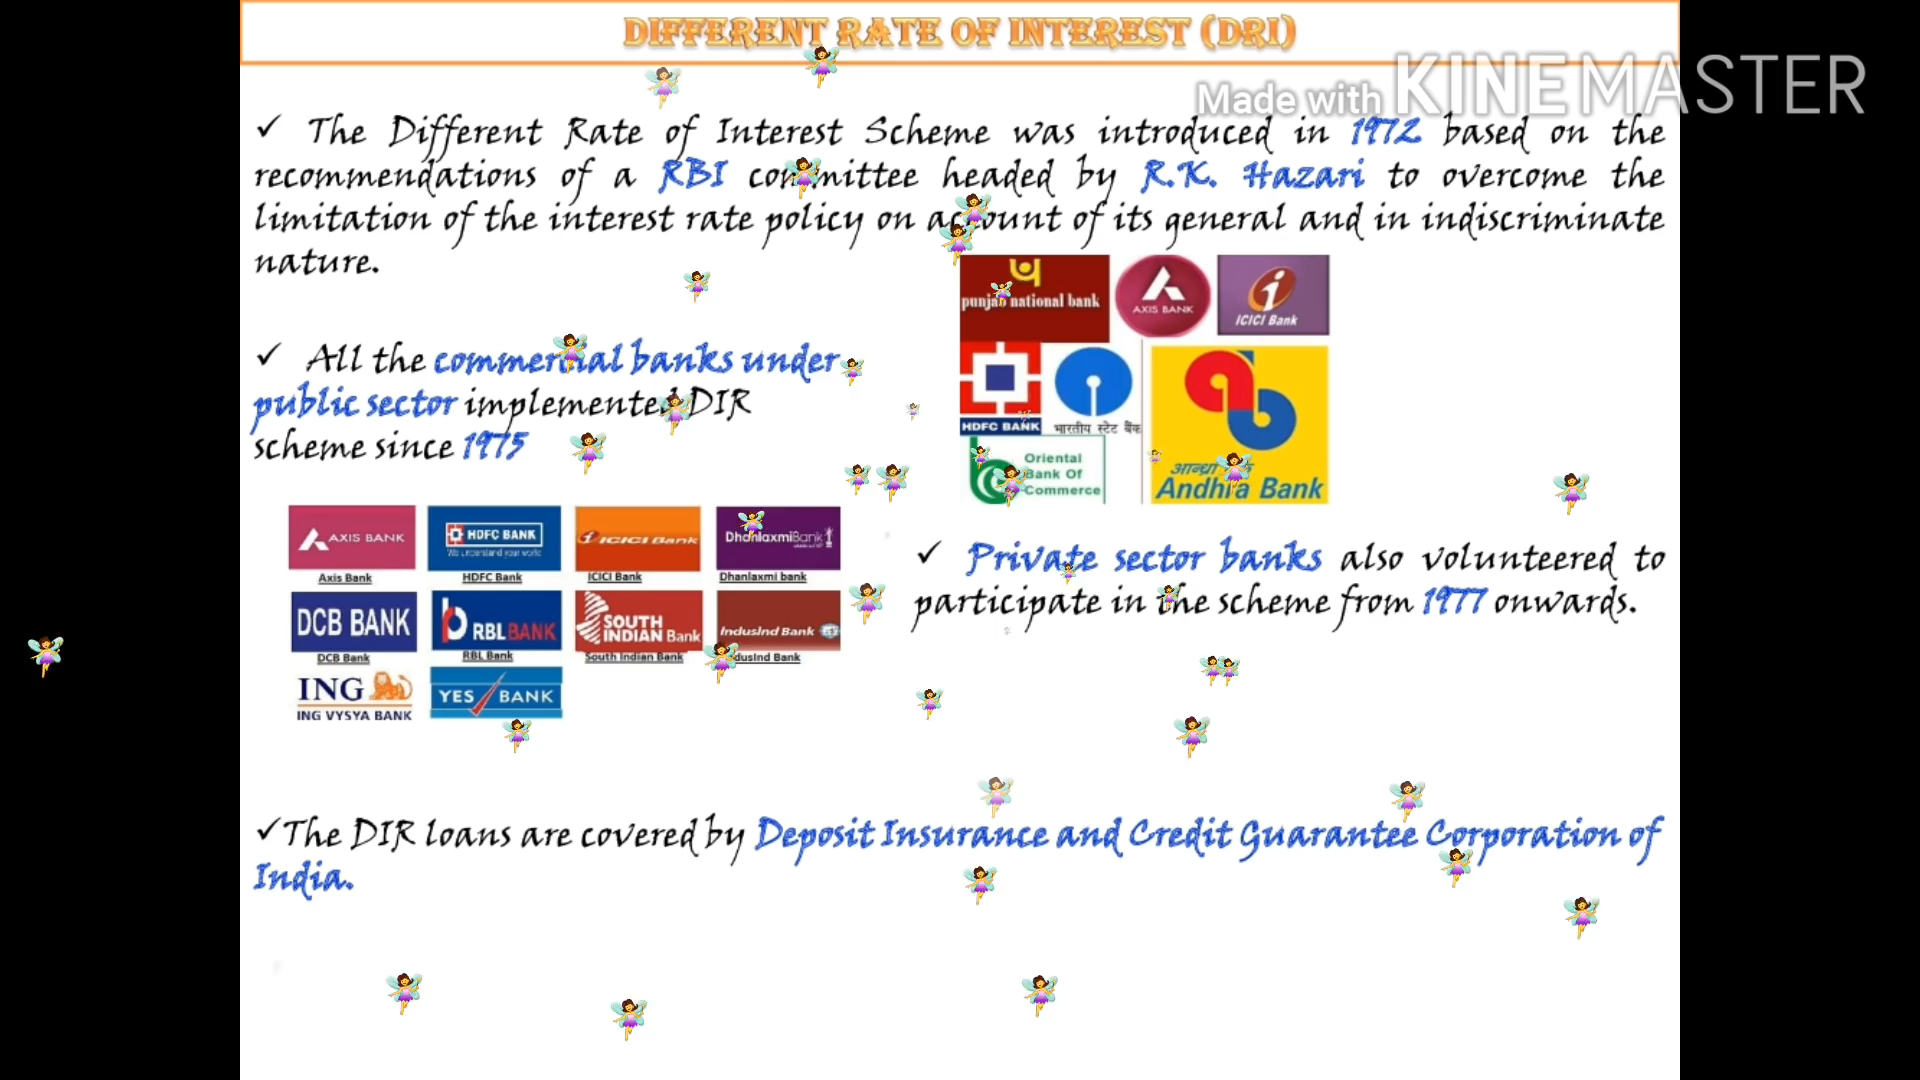 DIFFERENT RATE OF INTEREST (DRI)
Made with KINEMASTER
✓ The Different Rate of Interest Scheme was introduced in 1972 based on the
recommendations of a RBI committee headed by R.K. Hazari to overcome the
limitation of the interest rate policy on account of its general and in indiscriminate
nature.
punjab national bank
AXIS BANK
ICICI Bank
✓ All the commercial banks under
public sector implemented DIR
scheme since 1975
HDFC BANK
भारतीय स्टेट बैंक
Oriental
Bank Of
Commerce
Andhra Bank
AXIS BANK
HDFC BANK
We understand your world
ICICI Bank
DhanlaxmiBank
Axis Bank
HDFC Bank
ICICI Bank
Dhanlaxmi bank
✓ Private sector banks also volunteered to
participate in the scheme from 1977 onwards.
DCB BANK
RBLBANK
SOUTH
INDIAN Bank
IndusInd Bank
DCB Bank
RBL Bank
South Indian Bank
IndusInd Bank
ING
ING VYSYA BANK
YES BANK
✓The DIR loans are covered by Deposit Insurance and Credit Guarantee Corporation of
India.